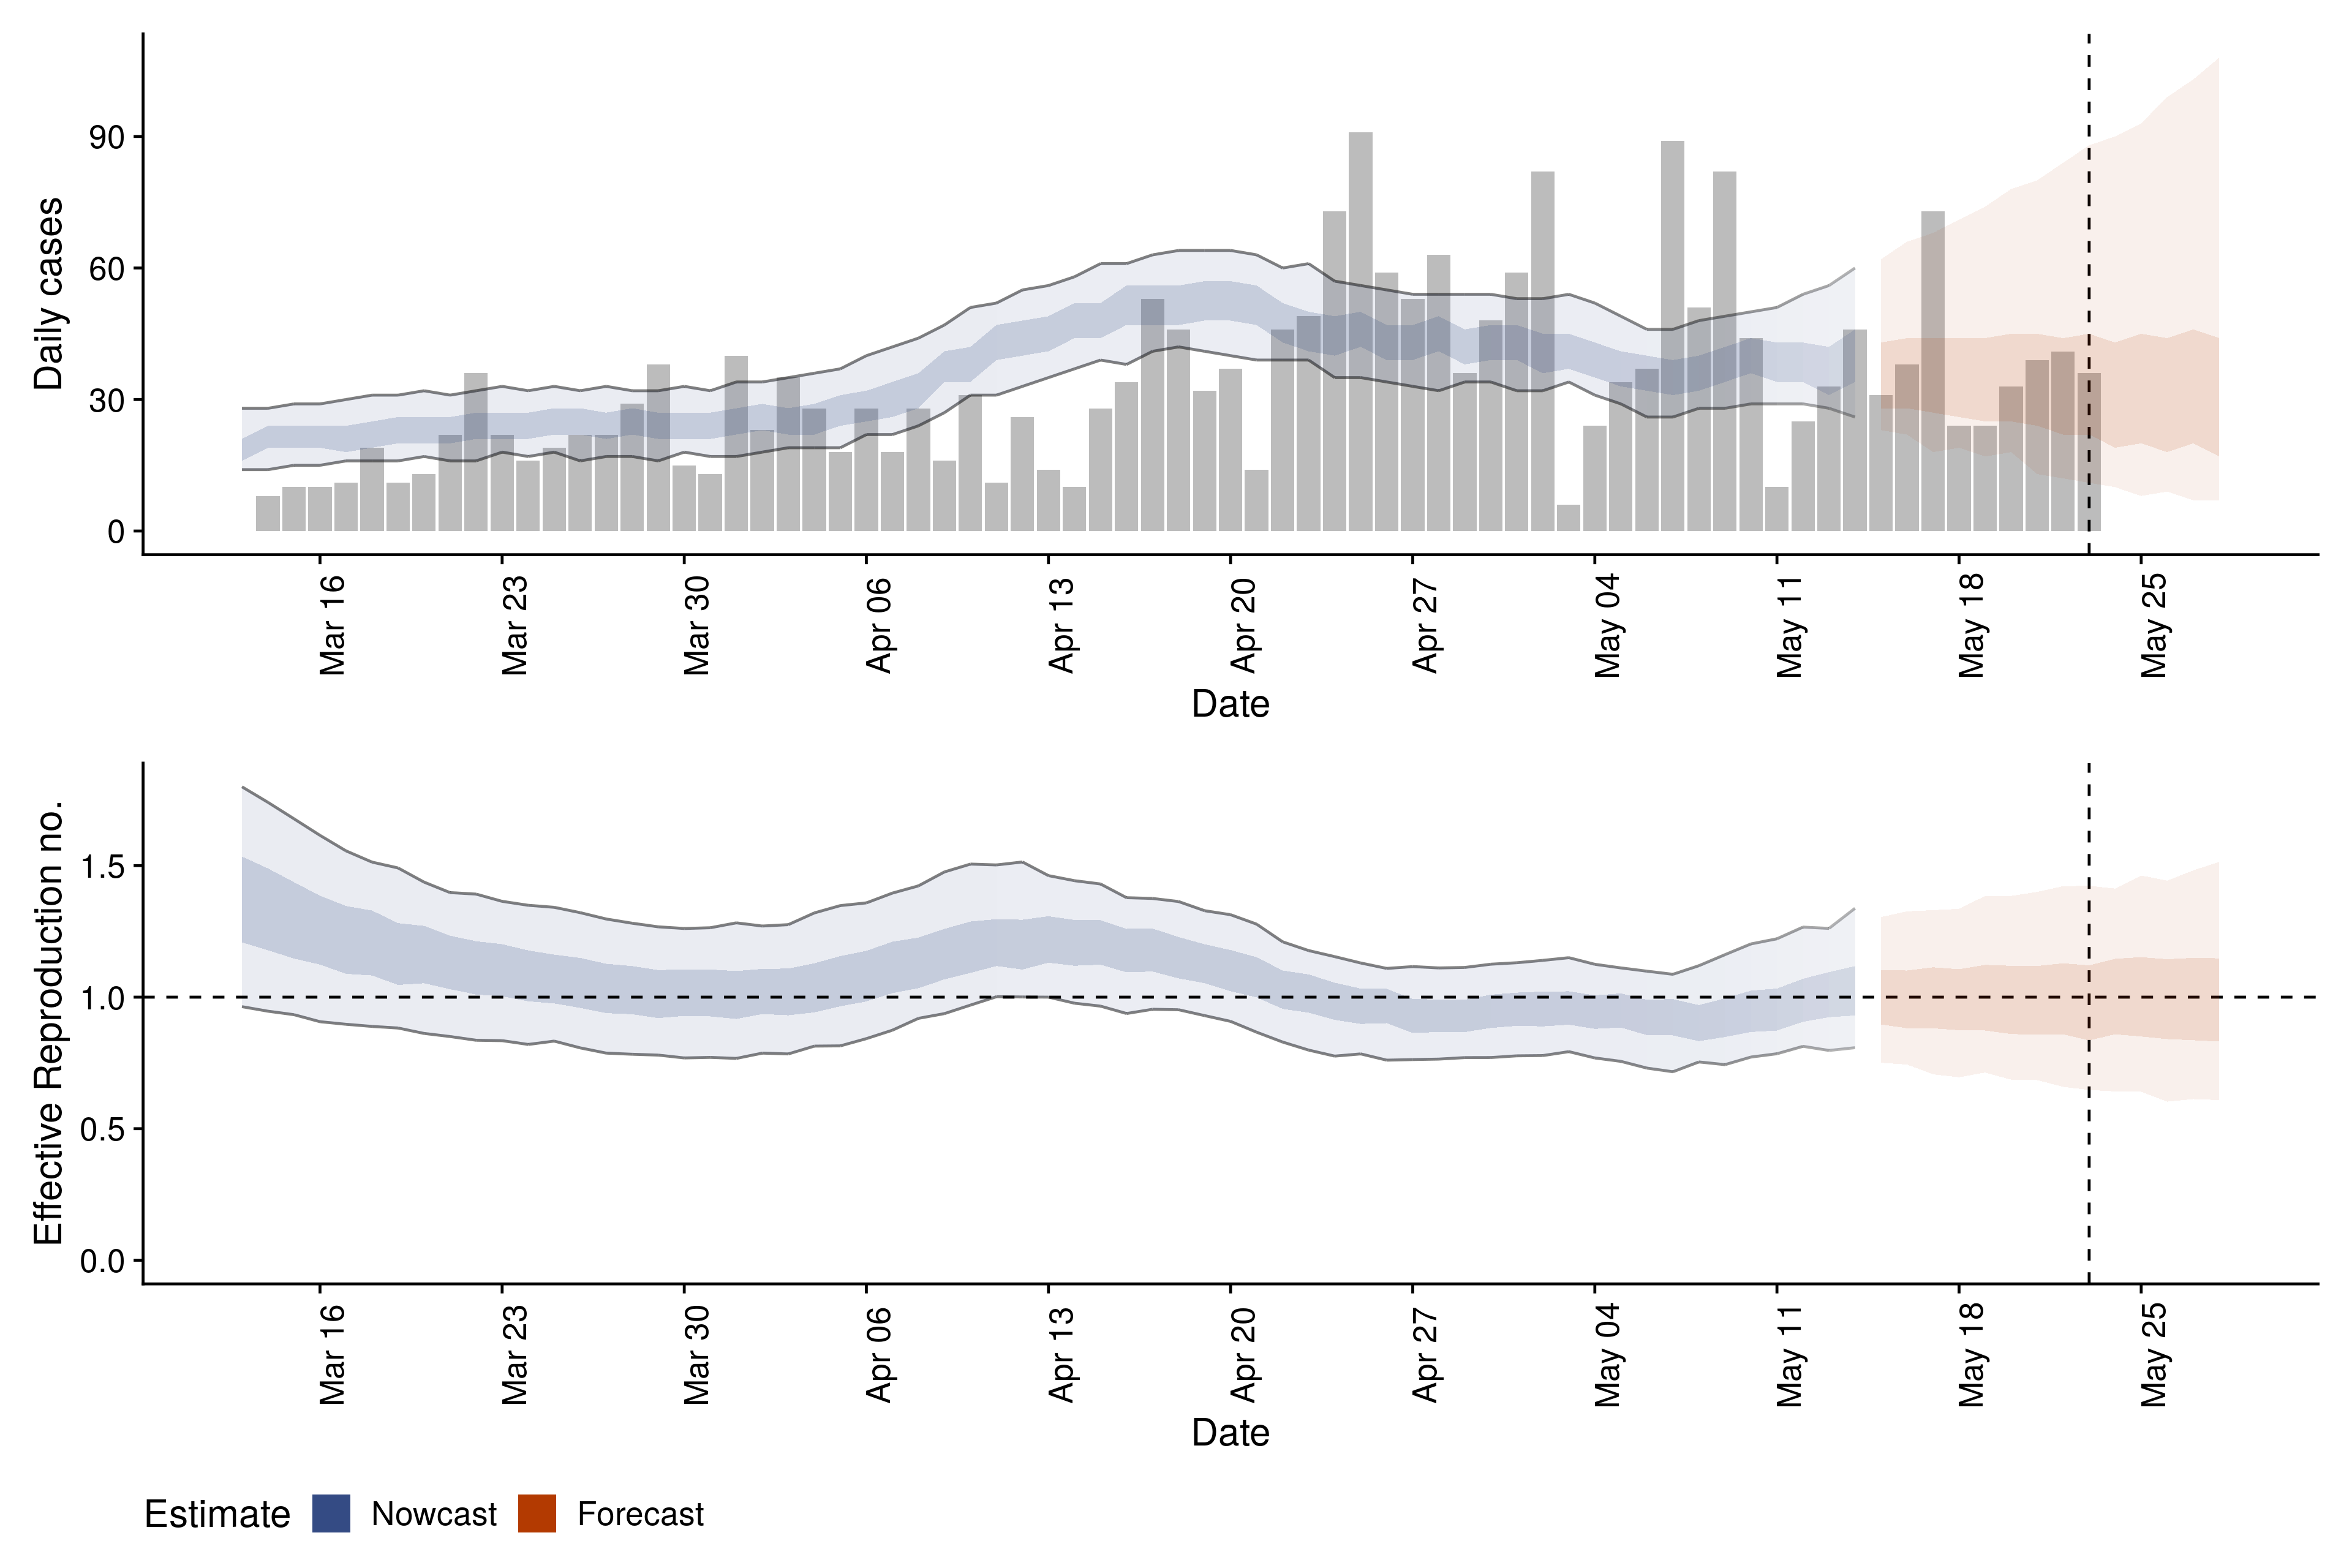 Daily cases
90
60
30
0
Mar 16
Mar 23
Mar 30
Apr 06
Apr 13
Apr 20
Apr 27
May 04
May 11
May 18
May 25
Date
Effective Reproduction no.
1.5
1.0
0.5
0.0
Mar 16
Mar 23
Mar 30
Apr 06
Apr 13
Apr 20
Apr 27
May 04
May 11
May 18
May 25
Date
Estimate Nowcast Forecast